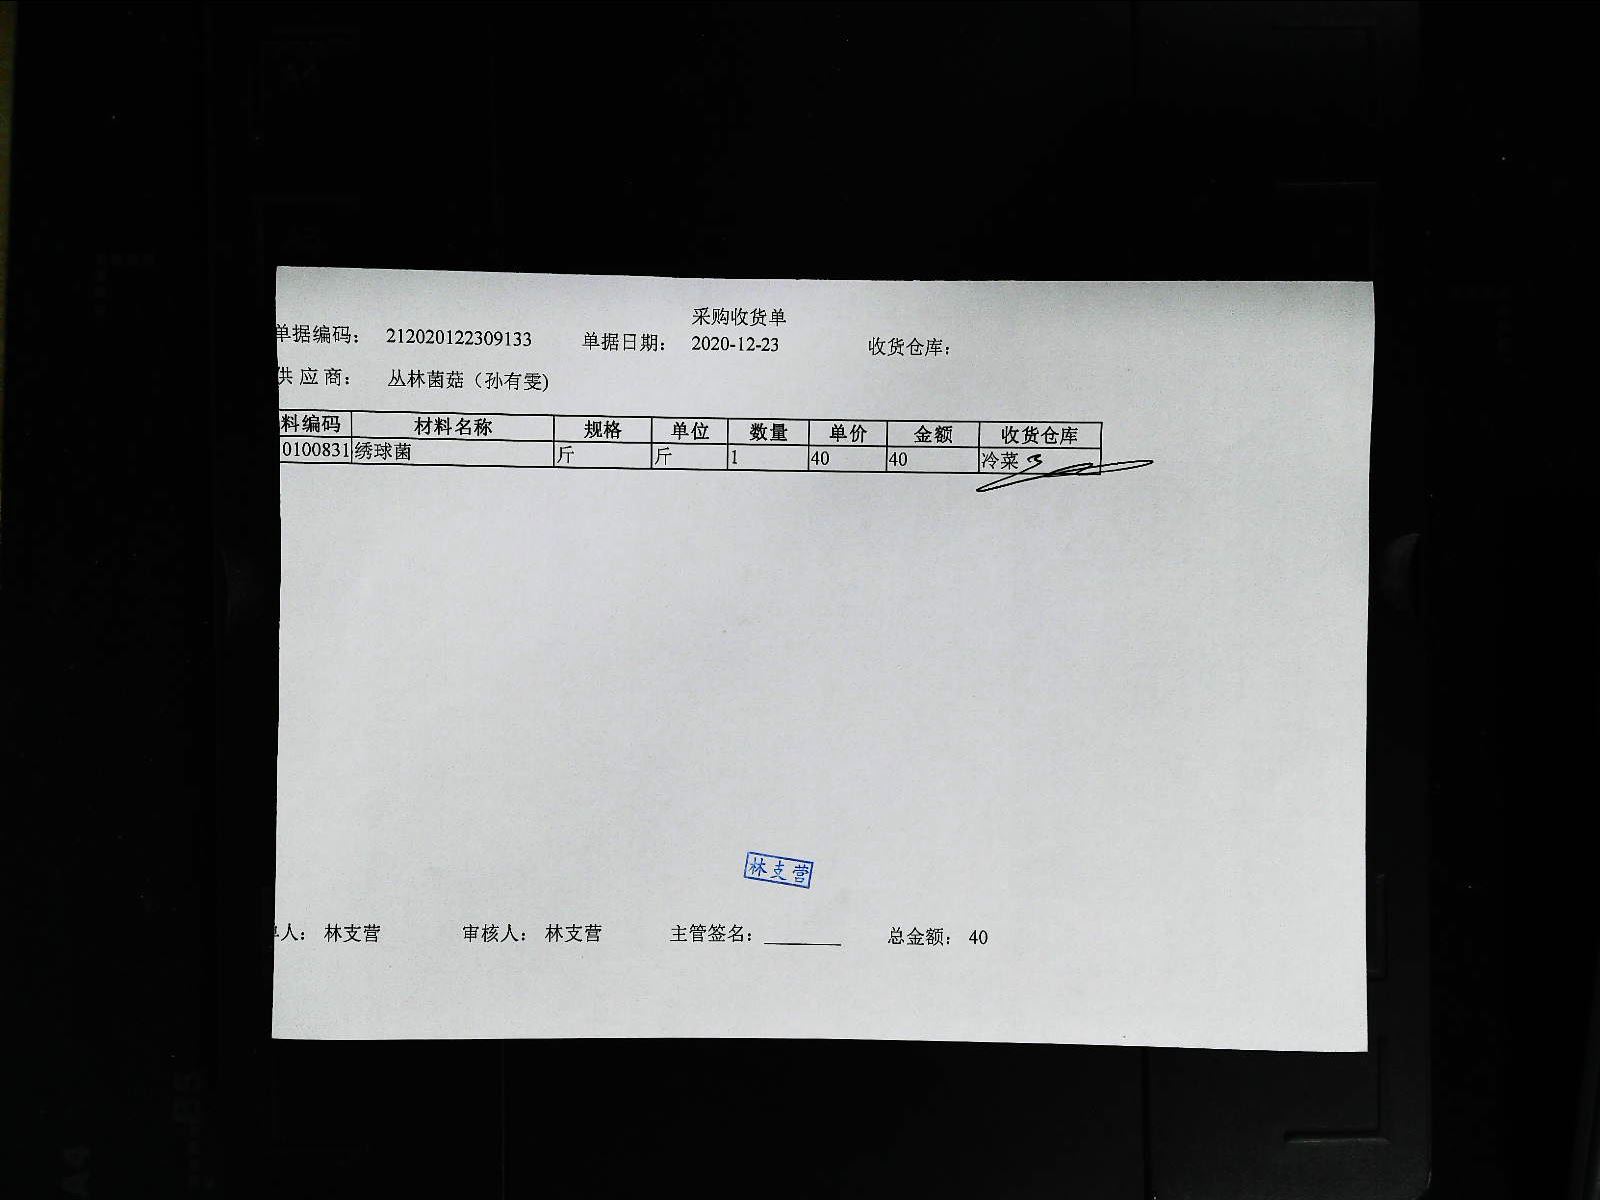 采购收货单
单据编码： 212020122309133 单据日期： 2020-12-23 收货仓库：
供应商： 丛林菌菇（孙有雯)
料编码 材料名称 规格 单位 数量 单价 金额 收货仓库
0100831 绣球菌 斤 斤 1 40 40 冷菜
林支营
人： 林支营 审核人： 林支营 主管签名： 总金额： 40